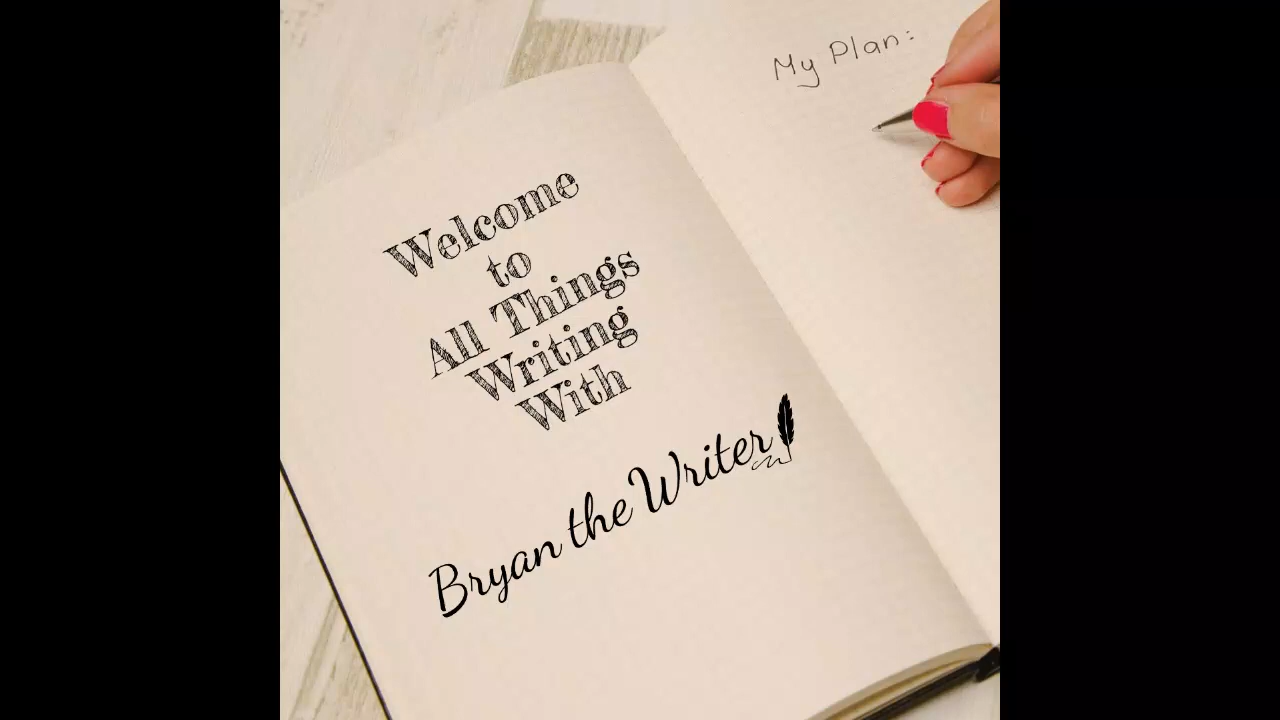 Welcome
to
All Things
Writing
With
Bryan the Writer
My Plan: